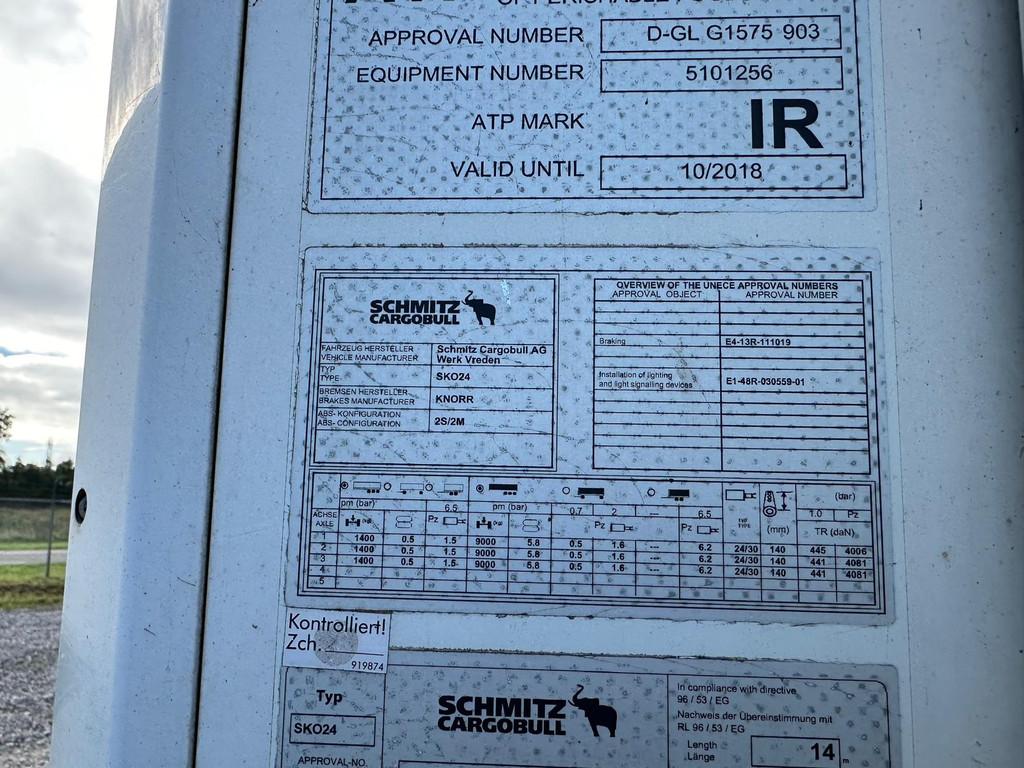 APPROVAL NUMBER D-GL G1575 903
EQUIPMENT NUMBER 5101256
ATP MARK IR
VALID UNTIL 10/2018
SCHMITZ
CARGOBULL
FAHRZEUG HERSTELLER
VEHICLE MANUFACTURER
Schmitz Cargobull AG
Werk Vreden
TYP
TYPE
SKO24
BREMSEN HERSTELLER
BRAKES MANUFACTURER
KNORR
ABS- KONFIGURATION
ABS- CONFIGURATION
2S/2M
OVERVIEW OF THE UNECE APPROVAL NUMBERS
APPROVAL OBJECT APPROVAL NUMBER
Braking E4-13R-111019
Installation of lighting
and light signalling devices
E1-48R-030559-01
pm (bar) 6.5 pm (bar) 0.7 2 6.5 (bar)
1.0 Pz
ACHSE
AXLE
Pz Pz Pz TYP
TYPE
(mm) TR (daN)
1 1400 0.5 1.5 9000 5.8 0.5 1.6 --- 6.2 24/30 140 445 4006
2 1400 0.5 1.5 9000 5.8 0.5 1.6 --- 6.2 24/30 140 441 4081
3 1400 0.5 1.5 9000 5.8 0.5 1.6 --- 6.2 24/30 140 441 4081
4
5
Kontrolliert!
Zch.
919874
Typ
SKO24
APPROVAL-NO.
SCHMITZ
CARGOBULL
In compliance with directive
96 / 53 / EG
Nachweis der Übereinstimmung mit
RL 96 / 53 / EG
Length
Länge
14 m